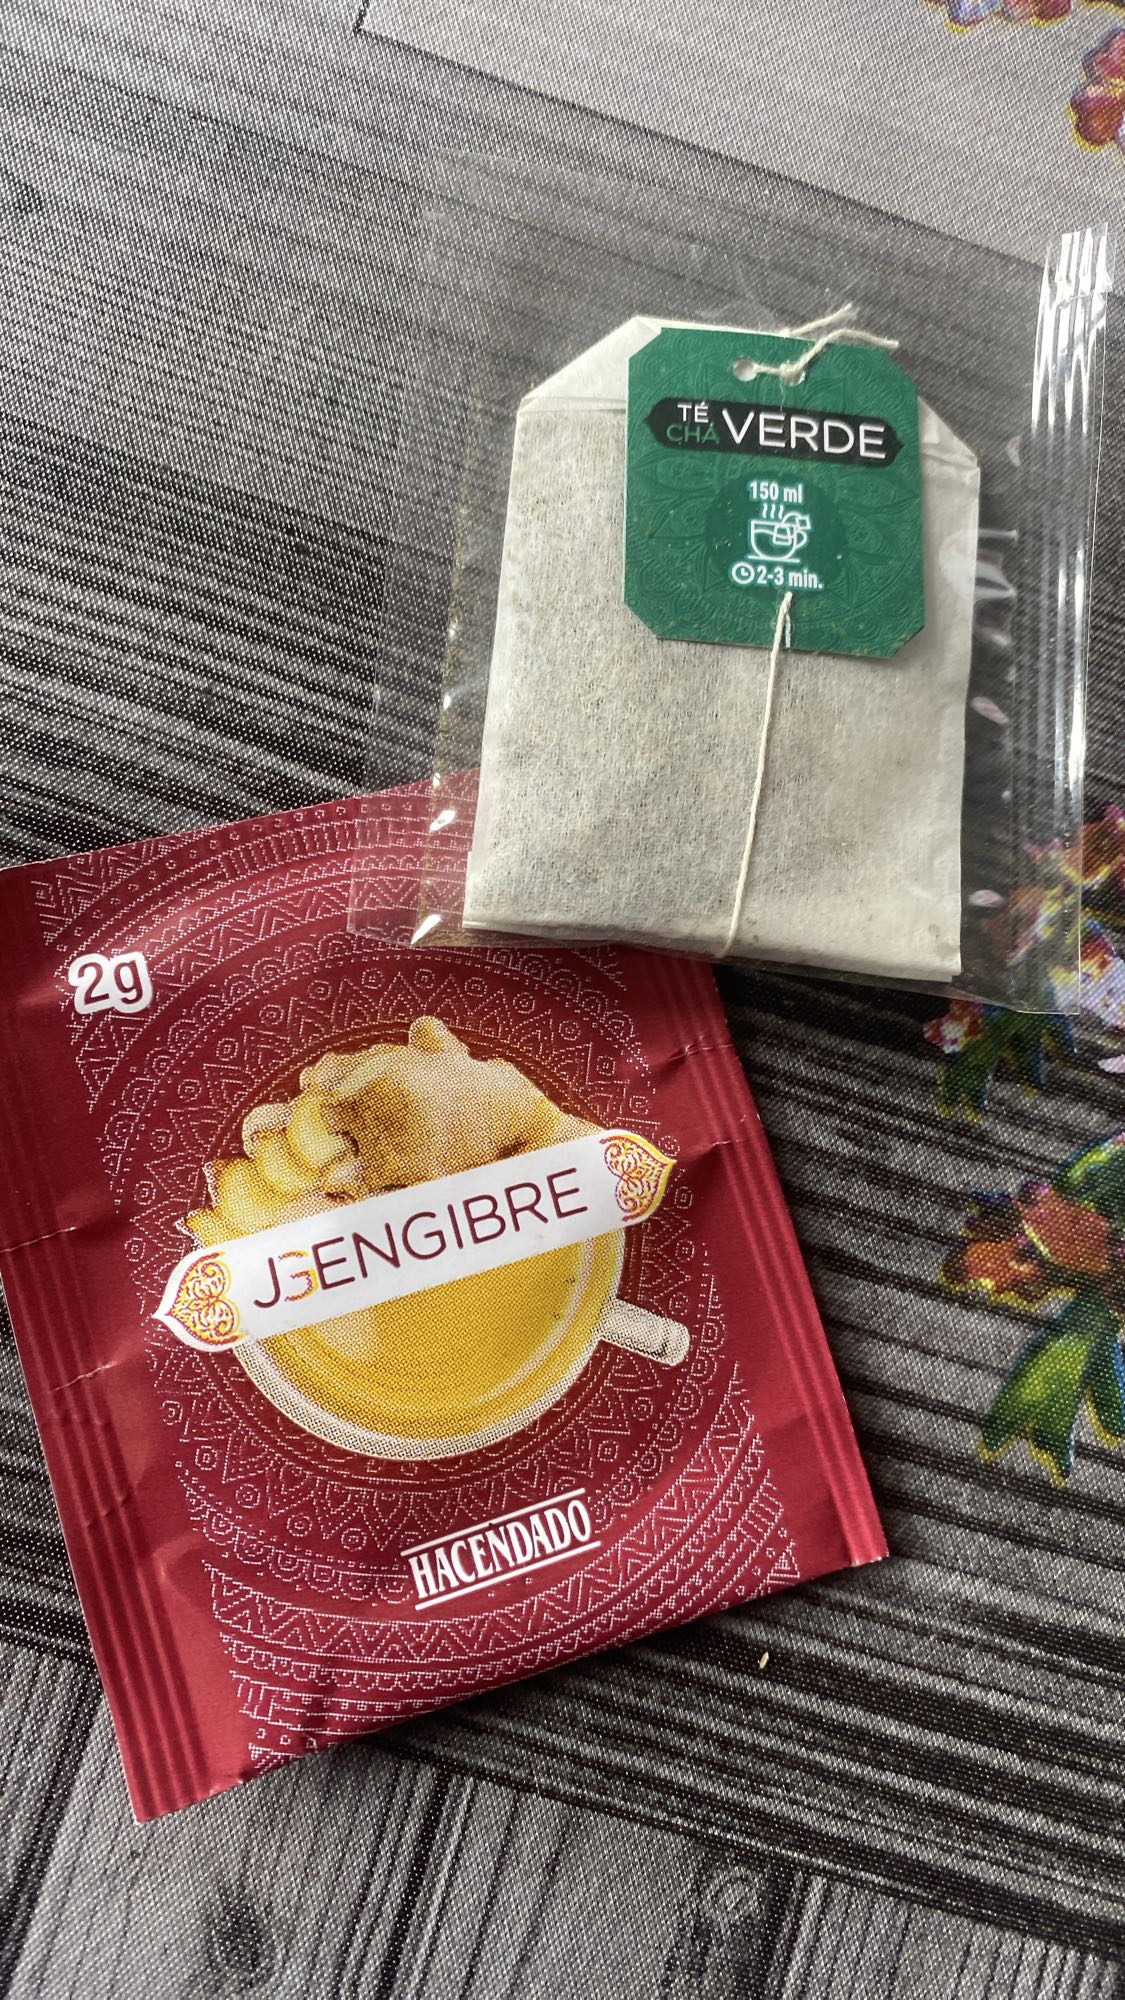 TÉ
CHÁ VERDE
150 ml
2-3 min.
2g
JGENGIBRE
HACENDADO